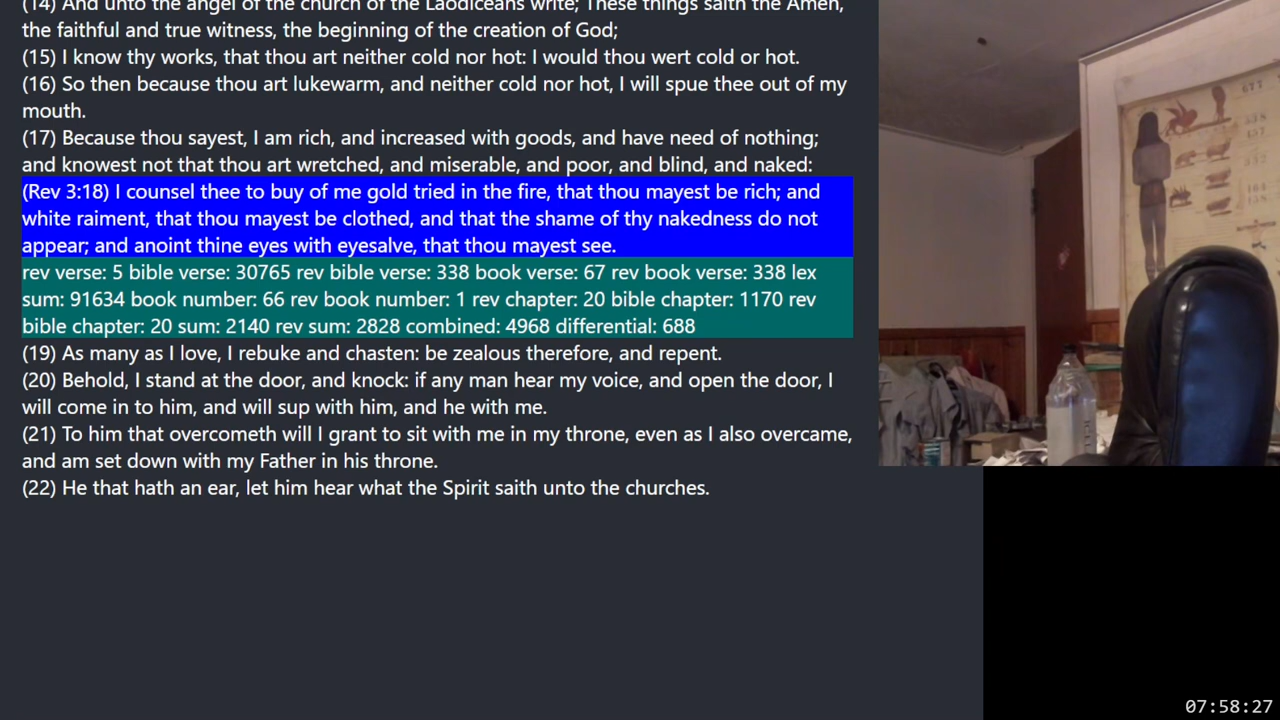 (14) And unto the angel of the church of the Laodiceans write; These things saith the Amen,
the faithful and true witness, the beginning of the creation of God;
(15) I know thy works, that thou art neither cold nor hot: I would thou wert cold or hot.
(16) So then because thou art lukewarm, and neither cold nor hot, I will spue thee out of my
mouth.
(17) Because thou sayest, I am rich, and increased with goods, and have need of nothing;
and knowest not that thou art wretched, and miserable, and poor, and blind, and naked:
(Rev 3:18) I counsel thee to buy of me gold tried in the fire, that thou mayest be rich; and
white raiment, that thou mayest be clothed, and that the shame of thy nakedness do not
appear; and anoint thine eyes with eyesalve, that thou mayest see.
rev verse: 5 bible verse: 30765 rev bible verse: 338 book verse: 67 rev book verse: 338 lex
sum: 91634 book number: 66 rev book number: 1 rev chapter: 20 bible chapter: 1170 rev
bible chapter: 20 sum: 2140 rev sum: 2828 combined: 4968 differential: 688
(19) As many as I love, I rebuke and chasten: be zealous therefore, and repent.
(20) Behold, I stand at the door, and knock: if any man hear my voice, and open the door, I
will come in to him, and will sup with him, and he with me.
(21) To him that overcometh will I grant to sit with me in my throne, even as I also overcame,
and am set down with my Father in his throne.
(22) He that hath an ear, let him hear what the Spirit saith unto the churches.
677
07:58:27